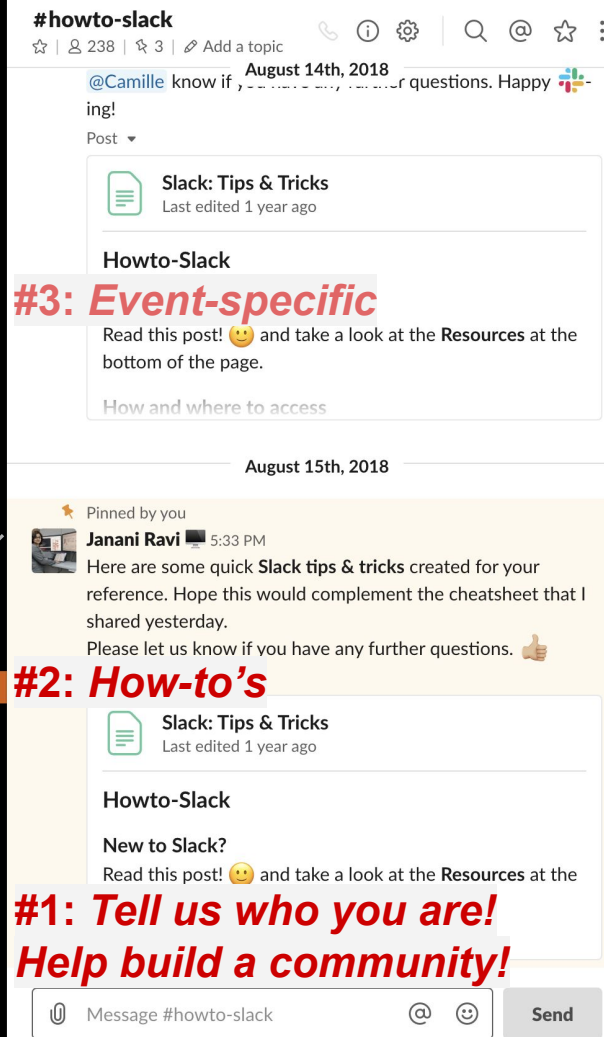 #howto-slack
238 | 3 | Add a topic
August 14th, 2018
@Camille know if further questions. Happy -
ing!
Post
Slack: Tips & Tricks
Last edited 1 year ago
Howto-Slack
#3: Event-specific
Read this post! and take a look at the Resources at the
bottom of the page.
How and where to access
August 15th, 2018
Pinned by you
Janani Ravi 5:33 PM
Here are some quick Slack tips & tricks created for your
reference. Hope this would complement the cheatsheet that I
shared yesterday.
Please let us know if you have any further questions.
#2: How-to’s
Slack: Tips & Tricks
Last edited 1 year ago
Howto-Slack
New to Slack?
Read this post! and take a look at the Resources at the
#1: Tell us who you are!
Help build a community!
Message #howto-slack
Send